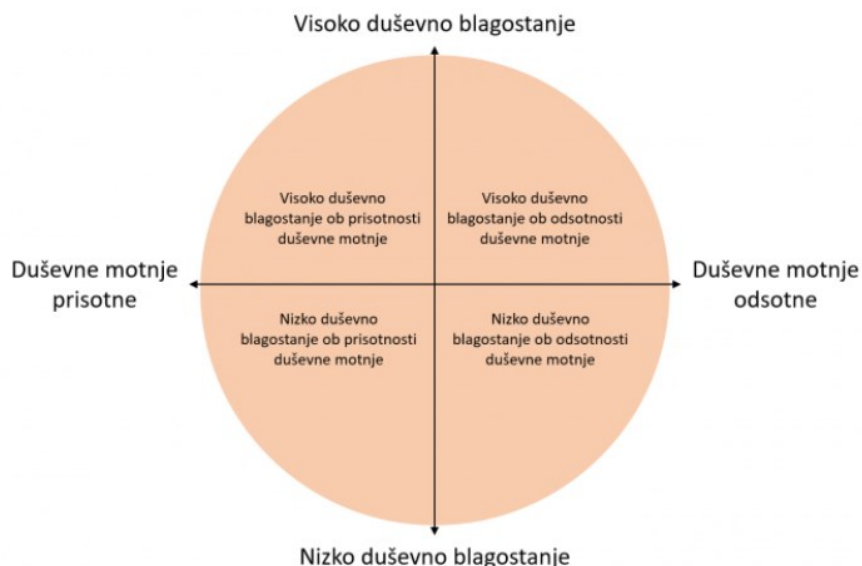 Visoko duševno blagostanje
Visoko duševno
blagostanje ob prisotnosti
duševne motnje
Visoko duševno
blagostanje ob odsotnosti
duševne motnje
Duševne motnje
prisotne
Duševne motnje
odsotne
Nizko duševno
blagostanje ob prisotnosti
duševne motnje
Nizko duševno
blagostanje ob odsotnosti
duševne motnje
Nizko duševno blagostanje